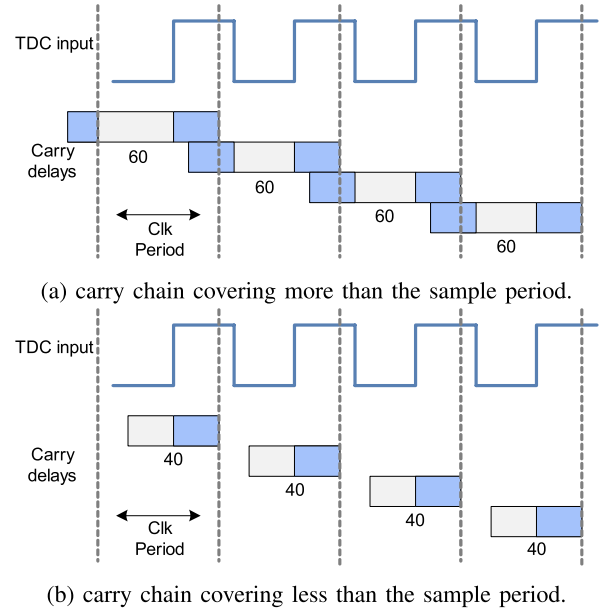 TDC input
Carry
delays
60
60
60
60
Clk
Period
(a) carry chain covering more than the sample period.
TDC input
Carry
delays
40
40
40
40
Clk
Period
(b) carry chain covering less than the sample period.